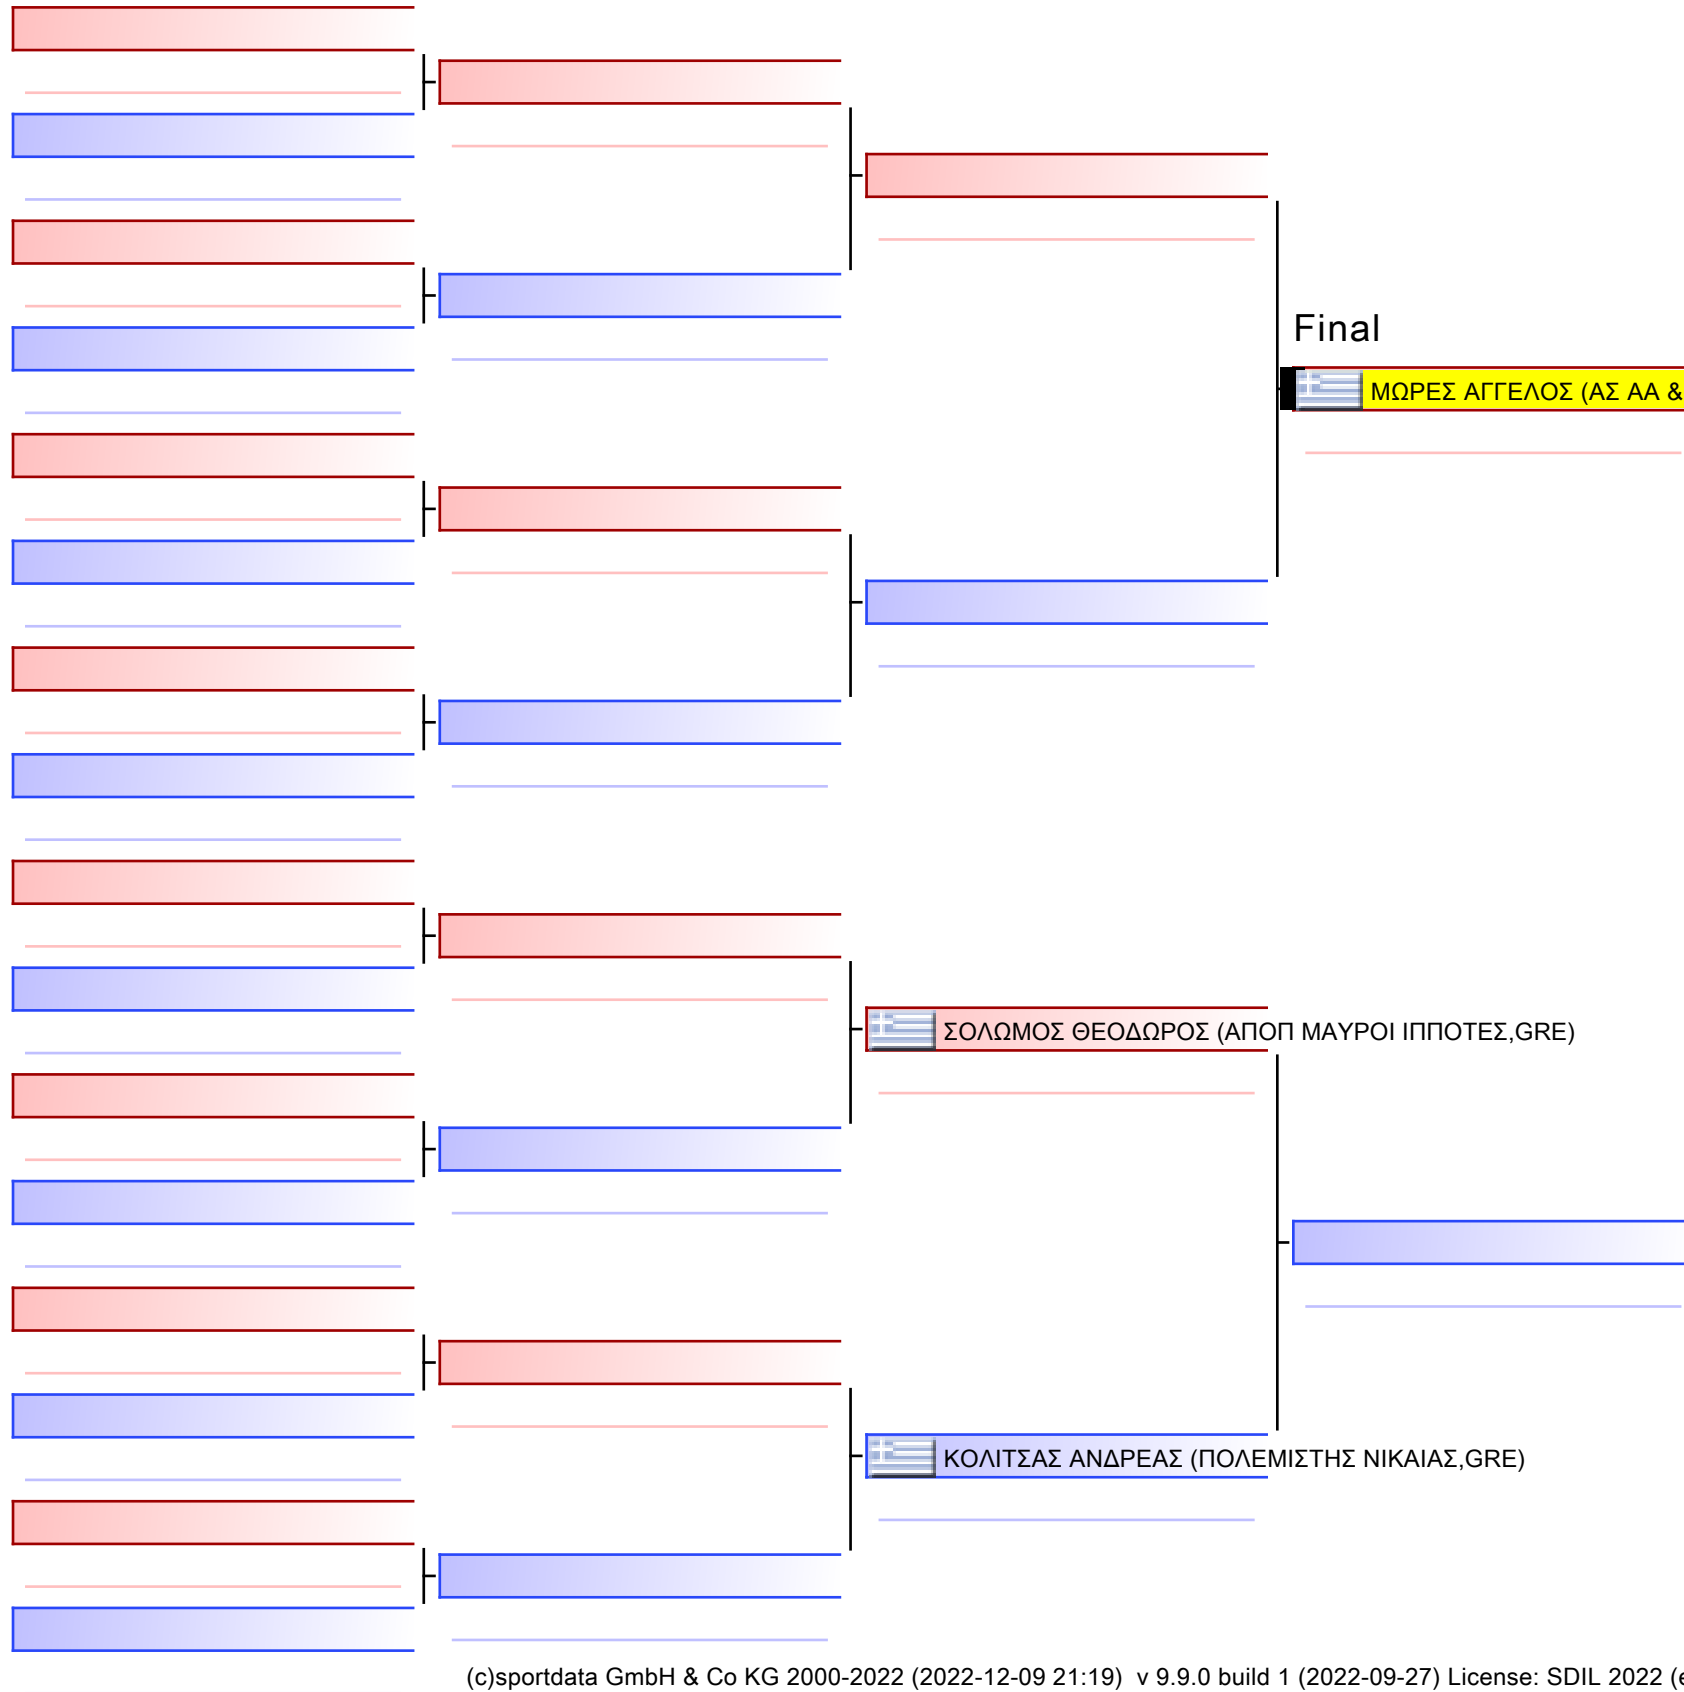 Final
ΜΩΡΕΣ ΑΓΓΕΛΟΣ (ΑΣ ΑΑ &
ΣΟΛΩΜΟΣ ΘΕΟΔΩΡΟΣ (ΑΠΟΠ ΜΑΥΡΟΙ ΙΠΠΟΤΕΣ,GRE)
ΚΟΛΙΤΣΑΣ ΑΝΔΡΕΑΣ (ΠΟΛΕΜΙΣΤΗΣ ΝΙΚΑΙΑΣ,GRE)
(c)sportdata GmbH & Co KG 2000-2022 (2022-12-09 21:19) v 9.9.0 build 1 (2022-09-27) License: SDIL 2022 (